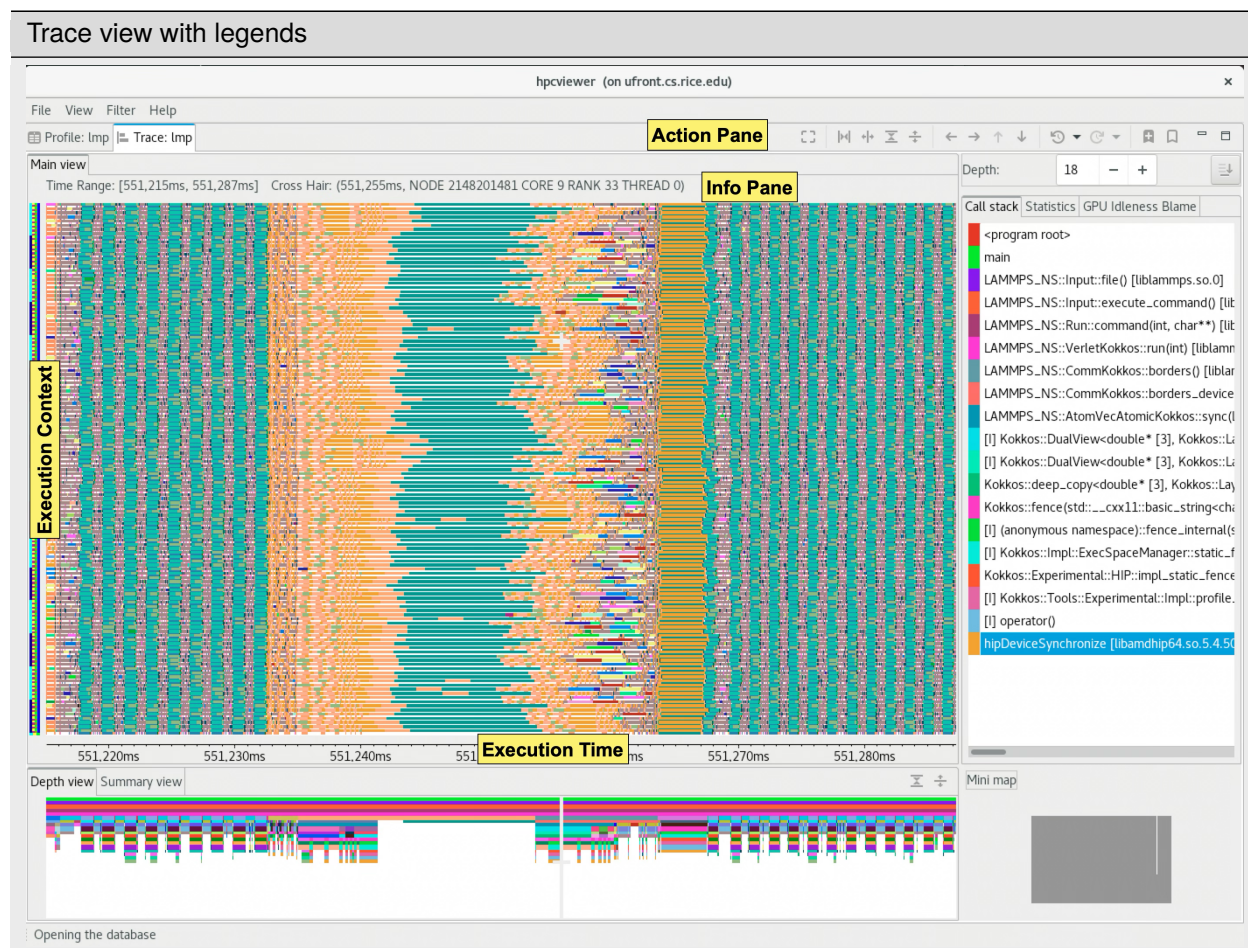 Trace view with legends
hpcviewer (on ufront.cs.rice.edu)
×
File View Filter Help
Profile: lmp Trace: lmp
Action Pane
Main view
Time Range: [551,215ms, 551,287ms] Cross Hair: (551,255ms, NODE 2148201481 CORE 9 RANK 33 THREAD 0)
Info Pane
Execution Context
551,220ms 551,230ms 551,240ms 551 ms 551,270ms 551,280ms
Execution Time
Depth: 18 − +
Call stack Statistics GPU Idleness Blame
<program root>
main
LAMMPS_NS::Input::file() [liblammps.so.0]
LAMMPS_NS::Input::execute_command() [lib
LAMMPS_NS::Run::command(int, char**) [lib
LAMMPS_NS::VerletKokkos::run(int) [liblamm
LAMMPS_NS::CommKokkos::borders() [liblar
LAMMPS_NS::CommKokkos::borders_device
LAMMPS_NS::AtomVecAtomicKokkos::sync(
[I] Kokkos::DualView<double* [3], Kokkos::La
[I] Kokkos::DualView<double* [3], Kokkos::La
Kokkos::deep_copy<double* [3], Kokkos::Lay
Kokkos::fence(std::__cxx11::basic_string<cha
[I] (anonymous namespace)::fence_internal(s
[I] Kokkos::Impl::ExecSpaceManager::static_f
Kokkos::Experimental::HIP::impl_static_fence
[I] Kokkos::Tools::Experimental::Impl::profile.
[I] operator()
hipDeviceSynchronize [libamdhip64.so.5.4.50
Depth view Summary view
Mini map
Opening the database